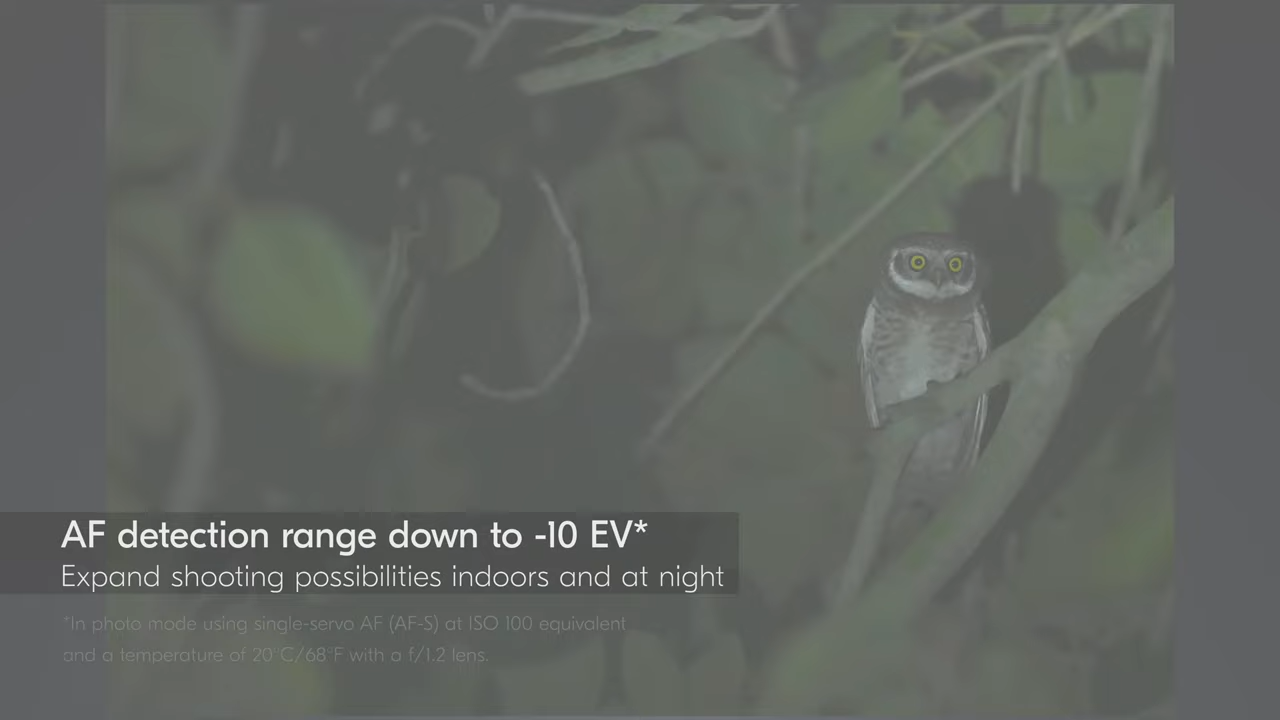 AF detection range down to -10 EV*
Expand shooting possibilities indoors and at night
*In photo mode using single-servo AF (AF-S) at ISO 100 equivalent
and a temperature of 20°C/68°F with a f/1.2 lens.